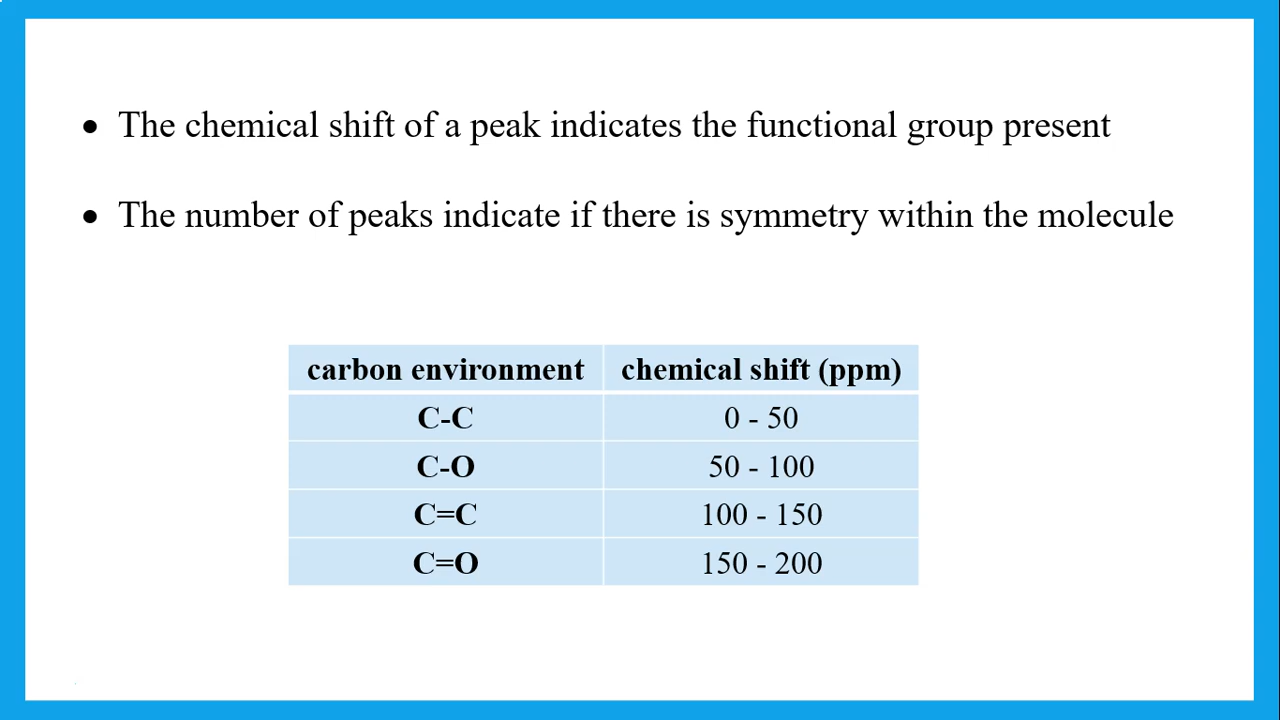 • The chemical shift of a peak indicates the functional group present
• The number of peaks indicate if there is symmetry within the molecule
carbon environment chemical shift (ppm)
C-C 0 - 50
C-O 50 - 100
C=C 100 - 150
C=O 150 - 200